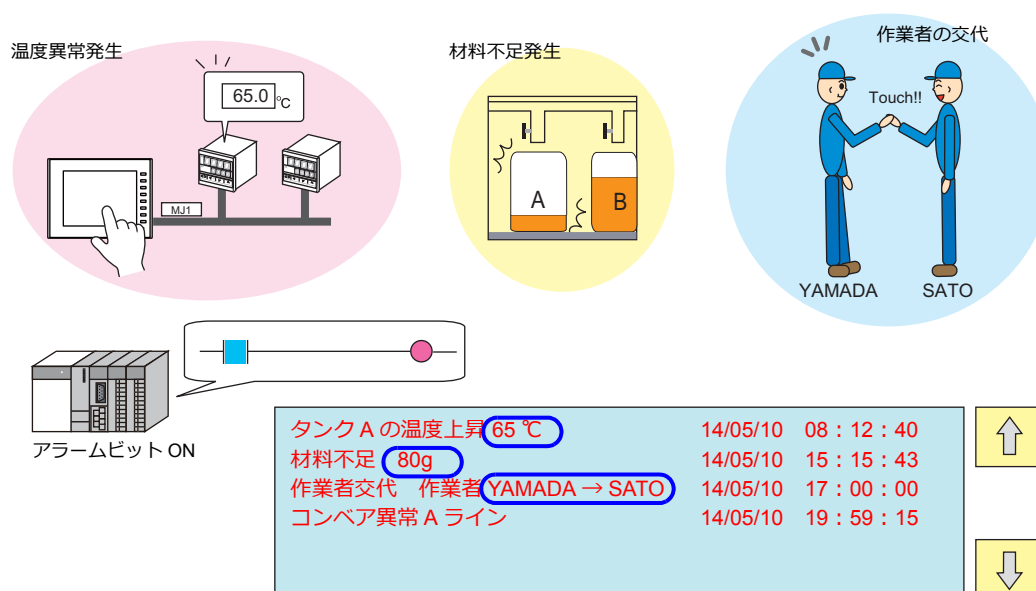 温度異常発生
65.0 ℃
MJ1
材料不足発生
A
B
作業者の交代
Touch!!
YAMADA
SATO
アラームビット ON
タンク A の温度上昇 65 ℃ 14/05/10 08：12：40
材料不足 80g 14/05/10 15：15：43
作業者交代　作業者 YAMADA → SATO 14/05/10 17：00：00
コンベア異常 A ライン 14/05/10 19：59：15